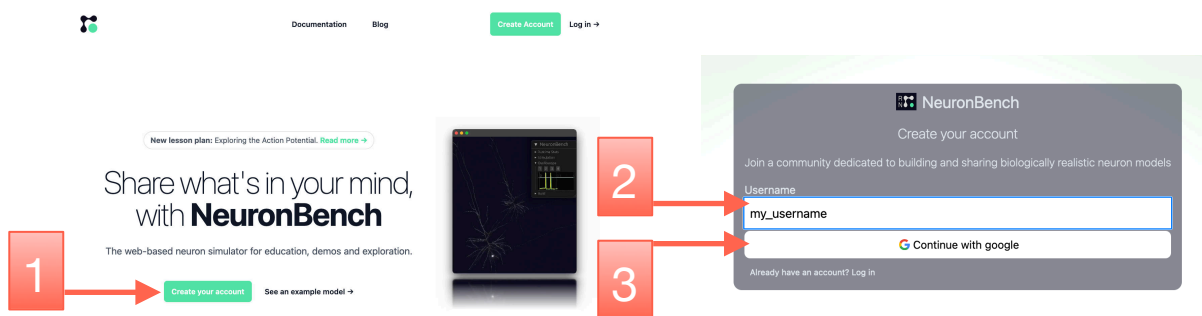 Documentation
Blog
Create Account
Log in →
New lesson plan: Exploring the Action Potential. Read more →
Share what's in your mind,
with NeuronBench
The web-based neuron simulator for education, demos and exploration.
1
Create your account
See an example model →
NeuronBench
2
3
NeuronBench
Create your account
Join a community dedicated to building and sharing biologically realistic neuron models
Username
my_username
Continue with google
Already have an account? Log in